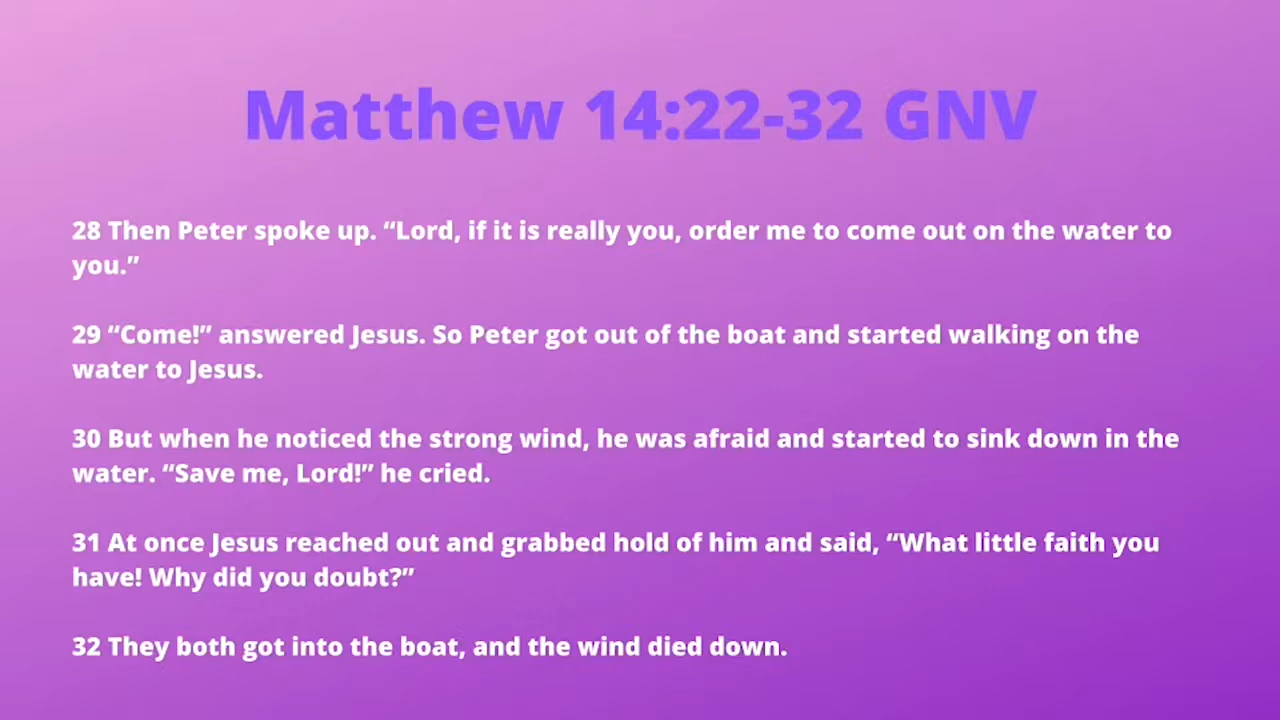 Matthew 14:22-32 GNV
28 Then Peter spoke up. “Lord, if it is really you, order me to come out on the water to
you.”
29 “Come!” answered Jesus. So Peter got out of the boat and started walking on the
water to Jesus.
30 But when he noticed the strong wind, he was afraid and started to sink down in the
water. “Save me, Lord!” he cried.
31 At once Jesus reached out and grabbed hold of him and said, “What little faith you
have! Why did you doubt?”
32 They both got into the boat, and the wind died down.